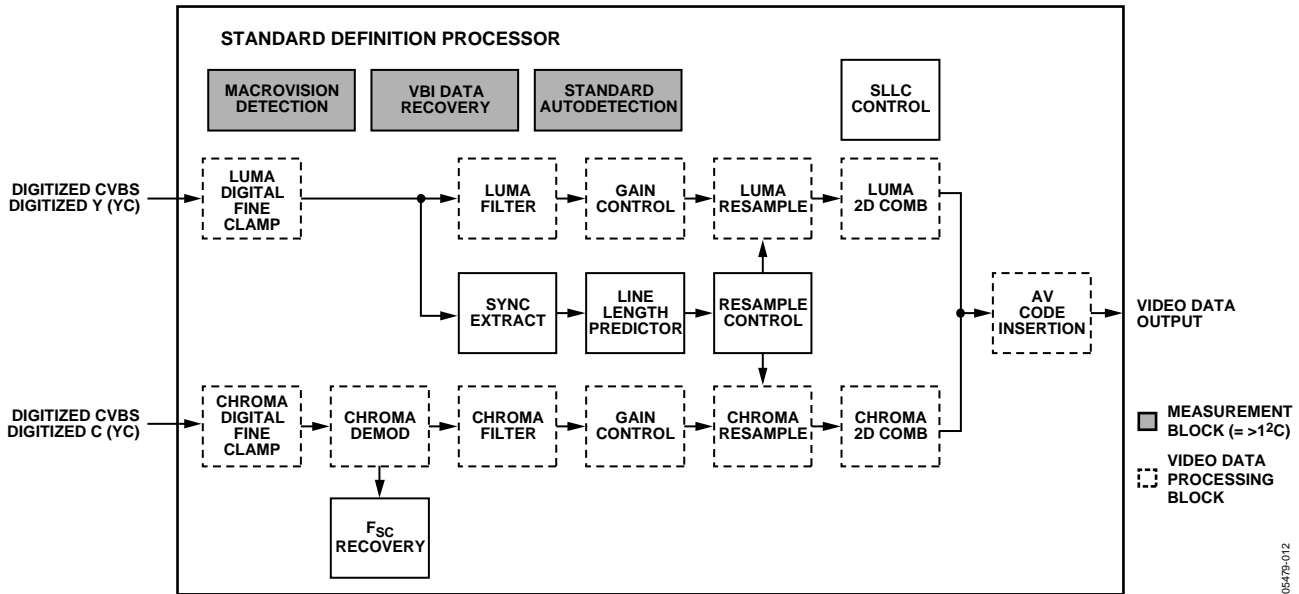 STANDARD DEFINITION PROCESSOR
MACROVISION
DETECTION
VBI DATA
RECOVERY
STANDARD
AUTODETECTION
SLLC
CONTROL
DIGITIZED CVBS
DIGITIZED Y (YC)
LUMA
DIGITAL
FINE
CLAMP
LUMA
FILTER
GAIN
CONTROL
LUMA
RESAMPLE
LUMA
2D COMB
SYNC
EXTRACT
LINE
LENGTH
PREDICTOR
RESAMPLE
CONTROL
AV
CODE
INSERTION
VIDEO DATA
OUTPUT
DIGITIZED CVBS
DIGITIZED C (YC)
CHROMA
DIGITAL
FINE
CLAMP
CHROMA
DEMOD
CHROMA
FILTER
GAIN
CONTROL
CHROMA
RESAMPLE
CHROMA
2D COMB
FSC
RECOVERY
MEASUREMENT
BLOCK (= >1²C)
VIDEO DATA
PROCESSING
BLOCK
05479-012